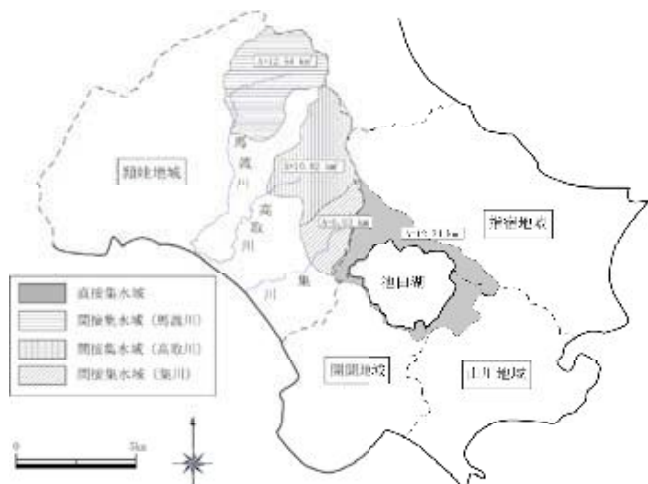 馬渡川
高取川
集川
池田湖
指宿地域
開聞地域
山川地域
頴娃地域
直接集水域
間接集水域（馬渡川）
間接集水域（高取川）
間接集水域（集川）
0
5km